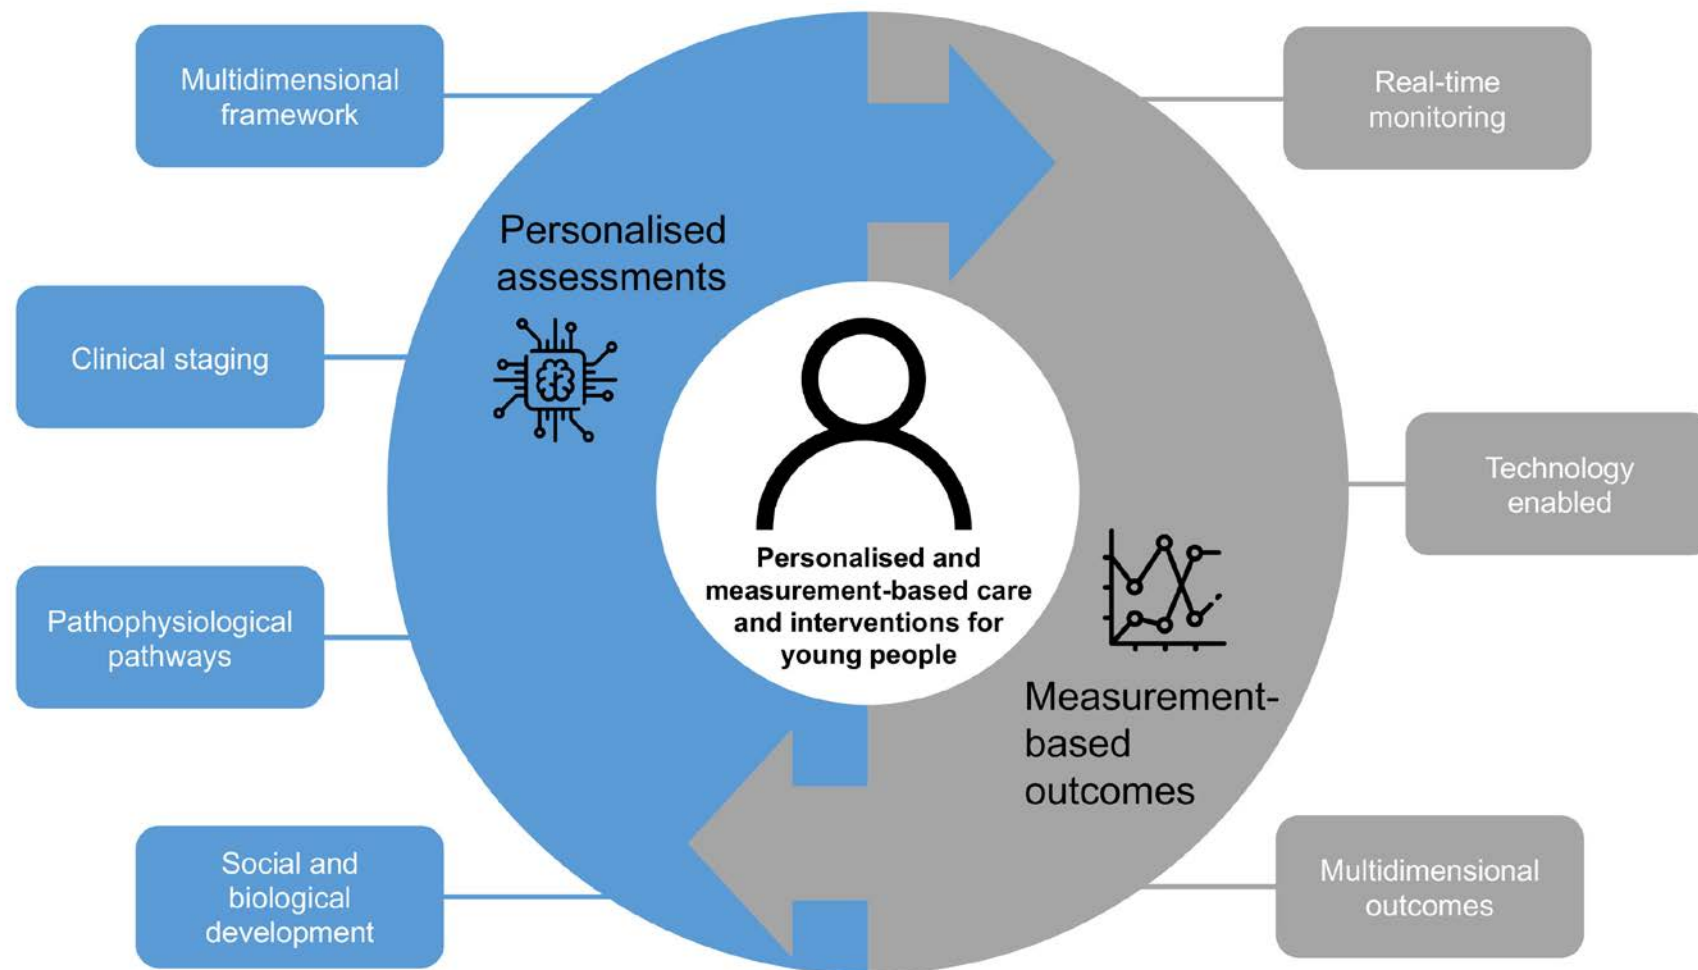 Multidimensional
framework
Real-time
monitoring
Personalised
assessments
Clinical staging
Technology
enabled
Personalised and
measurement-based care
and interventions for
young people
Pathophysiological
pathways
Measurement-
based
outcomes
Social and
biological
development
Multidimensional
outcomes